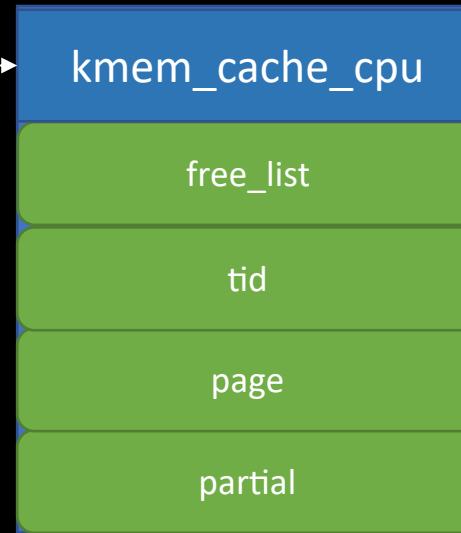 kmem_cache_cpu
free_list
tid
page
partial